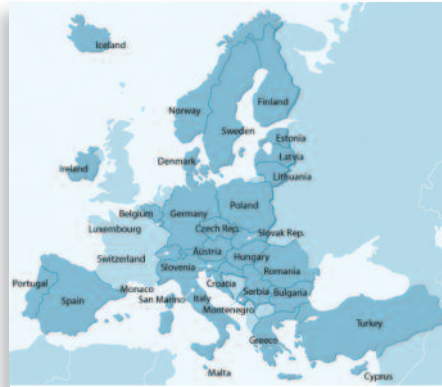 Iceland
Norway
Finland
Sweden
Estonia
Latvia
Lithuania
Denmark
Ireland
Poland
Belgium
Germany
Luxembourg
Czech Rep.
Slovak Rep.
Switzerland
Austria
Hungary
Slovenia
Romania
Portugal
Croatia
Monaco
Spain
San Marino
Italy
Serbia
Bulgaria
Montenegro
Turkey
Greece
Malta
Cyprus